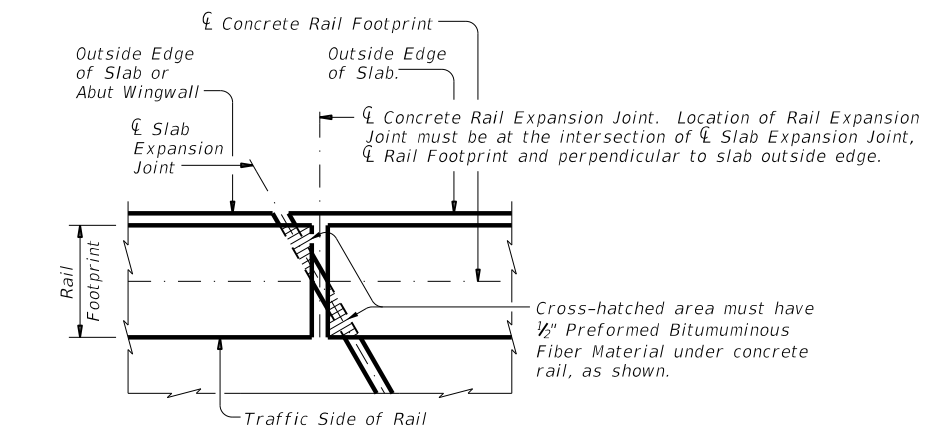 ℄ Concrete Rail Footprint
Outside Edge
of Slab or
Abut Wingwall
Outside Edge
of Slab.
℄ Concrete Rail Expansion Joint. Location of Rail Expansion
Joint must be at the intersection of ℄ Slab Expansion Joint,
℄ Rail Footprint and perpendicular to slab outside edge.
℄ Slab
Expansion
Joint
Rail
Footprint
Cross-hatched area must have
½" Preformed Bitumuminous
Fiber Material under concrete
rail, as shown.
Traffic Side of Rail